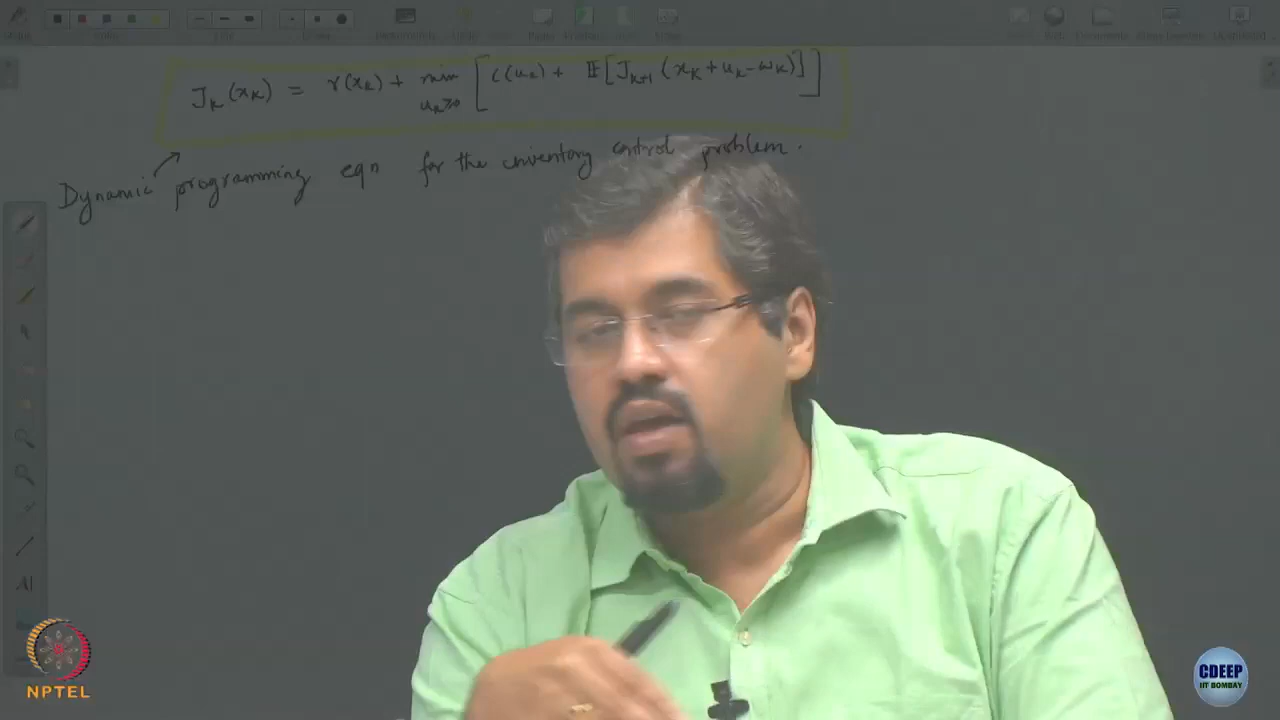 J_k(x_k) = r(x_k) + min_{u_k≥0} [ c(u_k) + 𝔼[J_{k+1}(x_k + u_k − w_k)] ]
Dynamic programming eqn for the inventory control problem.
AI
NPTEL
CDEEP
IIT BOMBAY